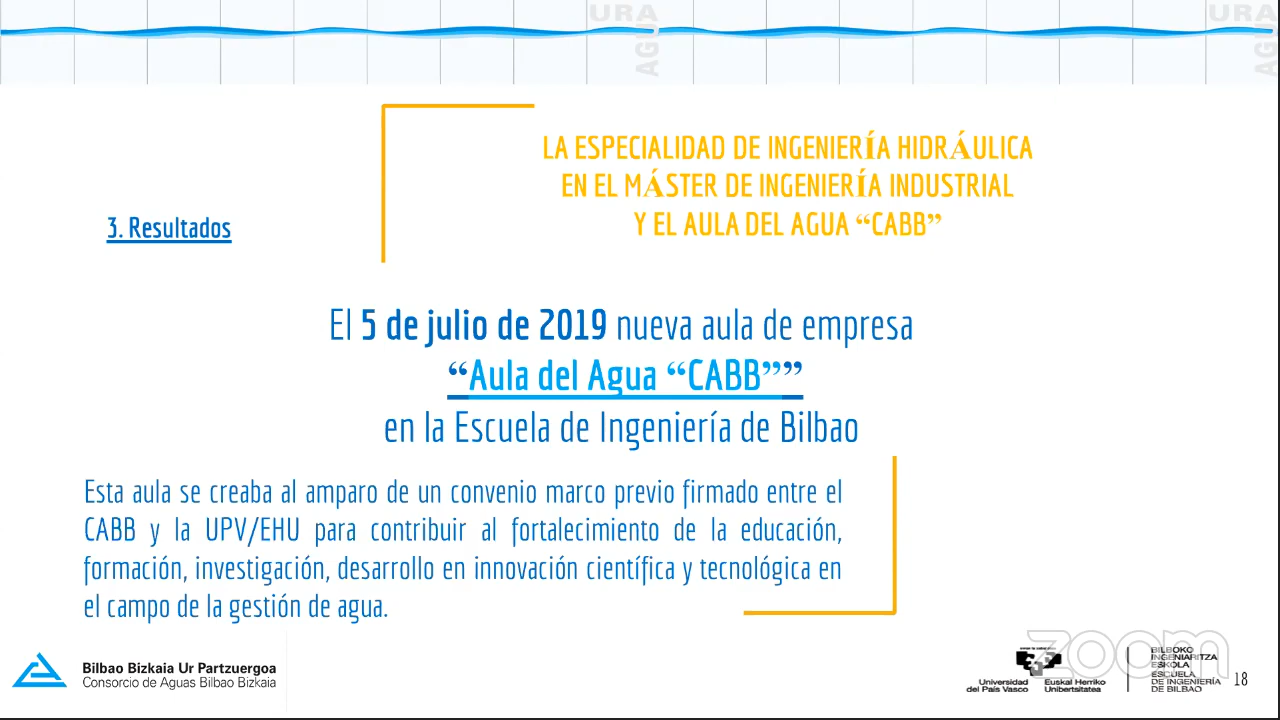 URA
AGUA
URA
AGUA
LA ESPECIALIDAD DE INGENIERÍA HIDRÁULICA
EN EL MÁSTER DE INGENIERÍA INDUSTRIAL
Y EL AULA DEL AGUA “CABB”
3. Resultados
El 5 de julio de 2019 nueva aula de empresa
“Aula del Agua “CABB””
en la Escuela de Ingeniería de Bilbao
Esta aula se creaba al amparo de un convenio marco previo firmado entre el
CABB y la UPV/EHU para contribuir al fortalecimiento de la educación,
formación, investigación, desarrollo en innovación científica y tecnológica en
el campo de la gestión de agua.
Bilbao Bizkaia Ur Partzuergoa
Consorcio de Aguas Bilbao Bizkaia
Universidad
del País Vasco
Euskal Herriko
Unibertsitatea
BILBOKO
INGENIARITZA
ESKOLA
ESCUELA
DE INGENIERÍA
DE BILBAO
zoom
18